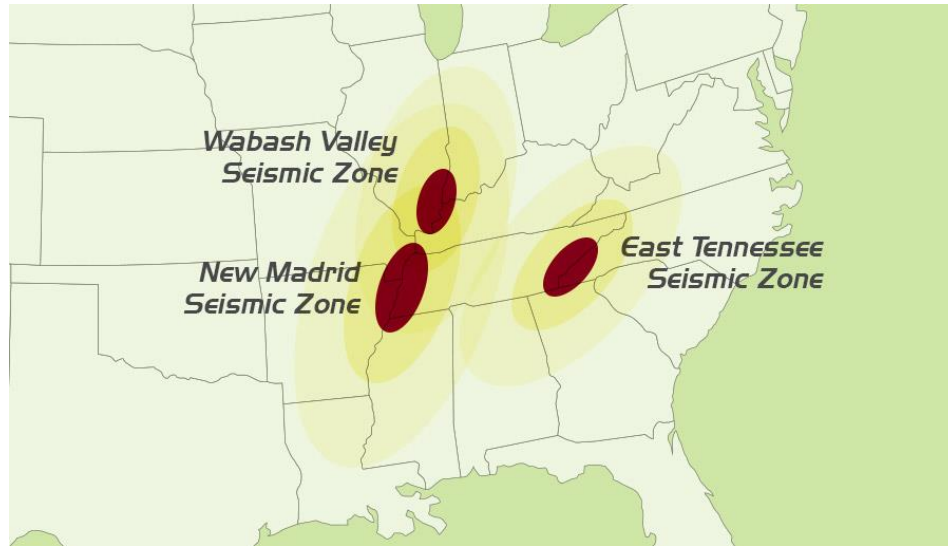 Wabash Valley
Seismic Zone
New Madrid
Seismic Zone
East Tennessee
Seismic Zone